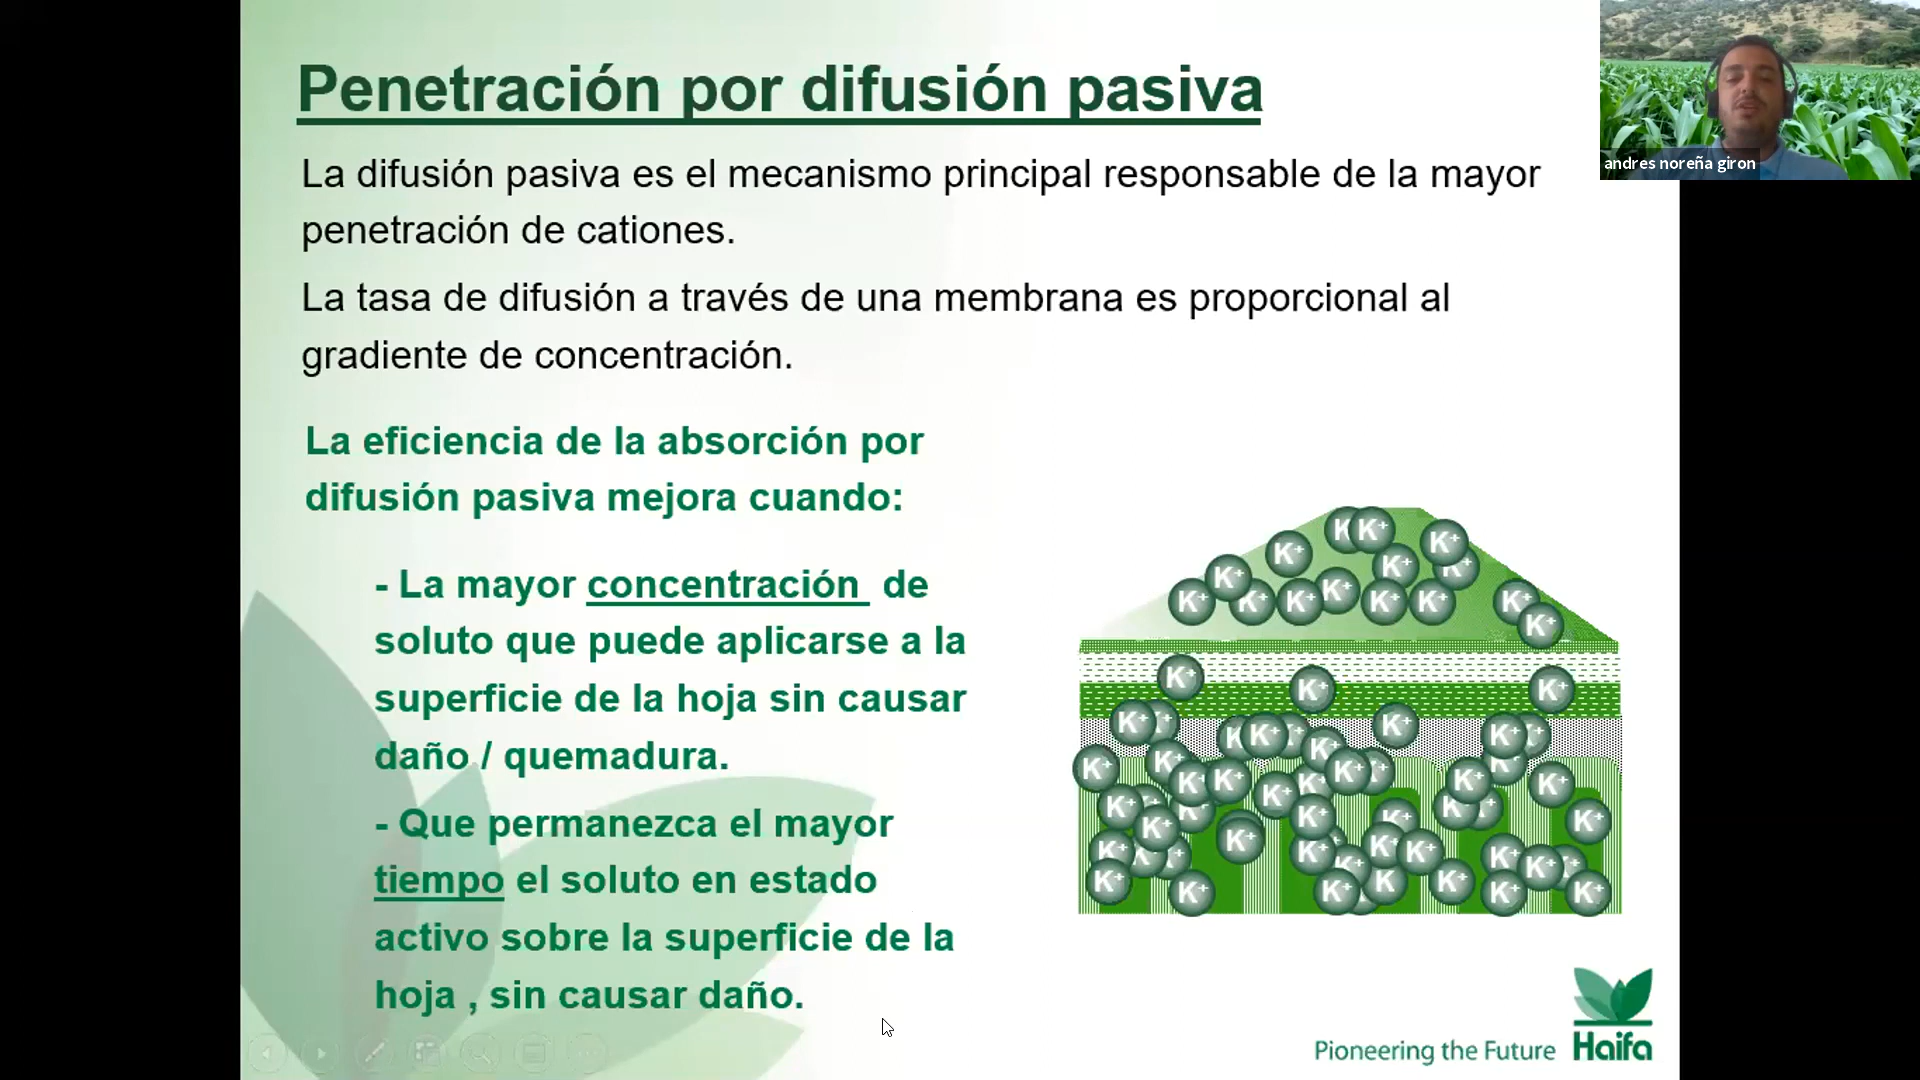 Penetración por difusión pasiva
La difusión pasiva es el mecanismo principal responsable de la mayor
penetración de cationes.
La tasa de difusión a través de una membrana es proporcional al
gradiente de concentración.
La eficiencia de la absorción por
difusión pasiva mejora cuando:
- La mayor concentración de
soluto que puede aplicarse a la
superficie de la hoja sin causar
daño / quemadura.
- Que permanezca el mayor
tiempo el soluto en estado
activo sobre la superficie de la
hoja , sin causar daño.
andres noreña giron
K⁺
Pioneering the Future
Haifa